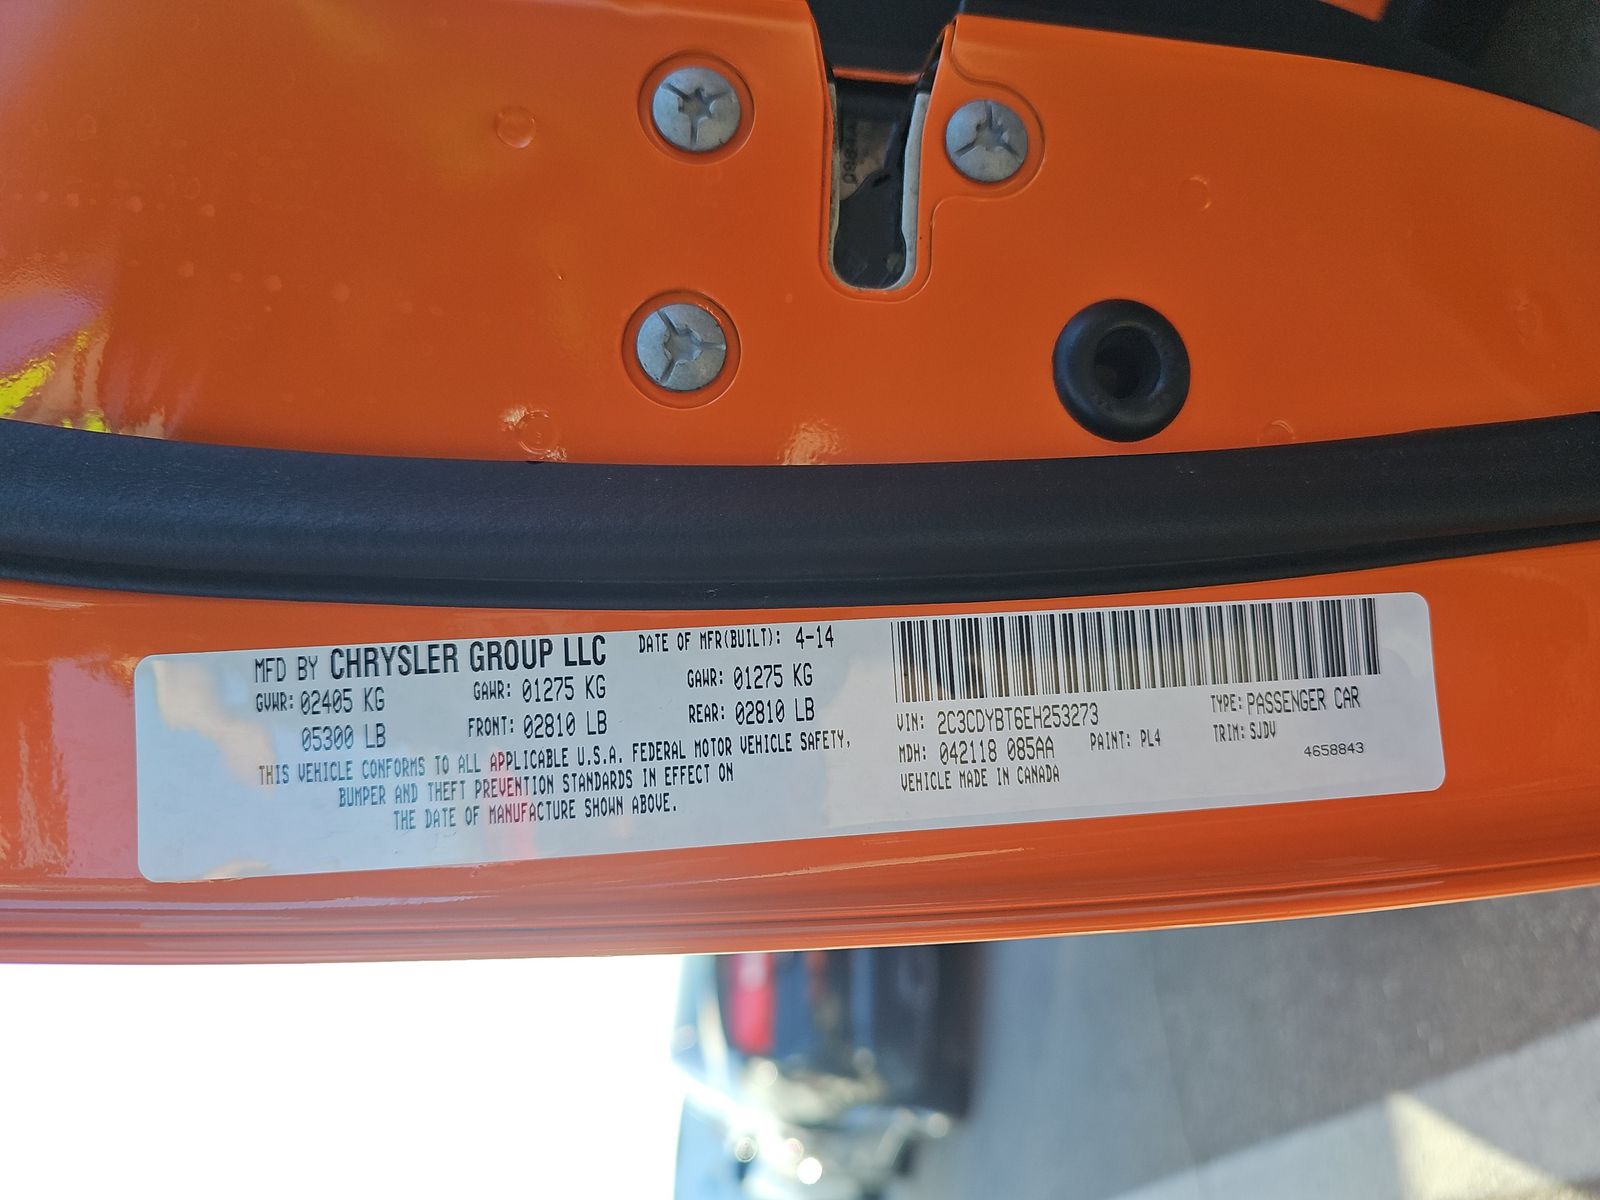 MFD BY CHRYSLER GROUP LLC DATE OF MFR(BUILT): 4-14
GVWR: 02405 KG GAWR: 01275 KG GAWR: 01275 KG
05300 LB FRONT: 02810 LB REAR: 02810 LB
THIS VEHICLE CONFORMS TO ALL APPLICABLE U.S.A. FEDERAL MOTOR VEHICLE SAFETY,
BUMPER AND THEFT PREVENTION STANDARDS IN EFFECT ON
THE DATE OF MANUFACTURE SHOWN ABOVE.
VIN: 2C3CDYBT6EH253273 TYPE: PASSENGER CAR
MDH: 042118 085AA PAINT: PL4 TRIM: SJDV
VEHICLE MADE IN CANADA 4658843